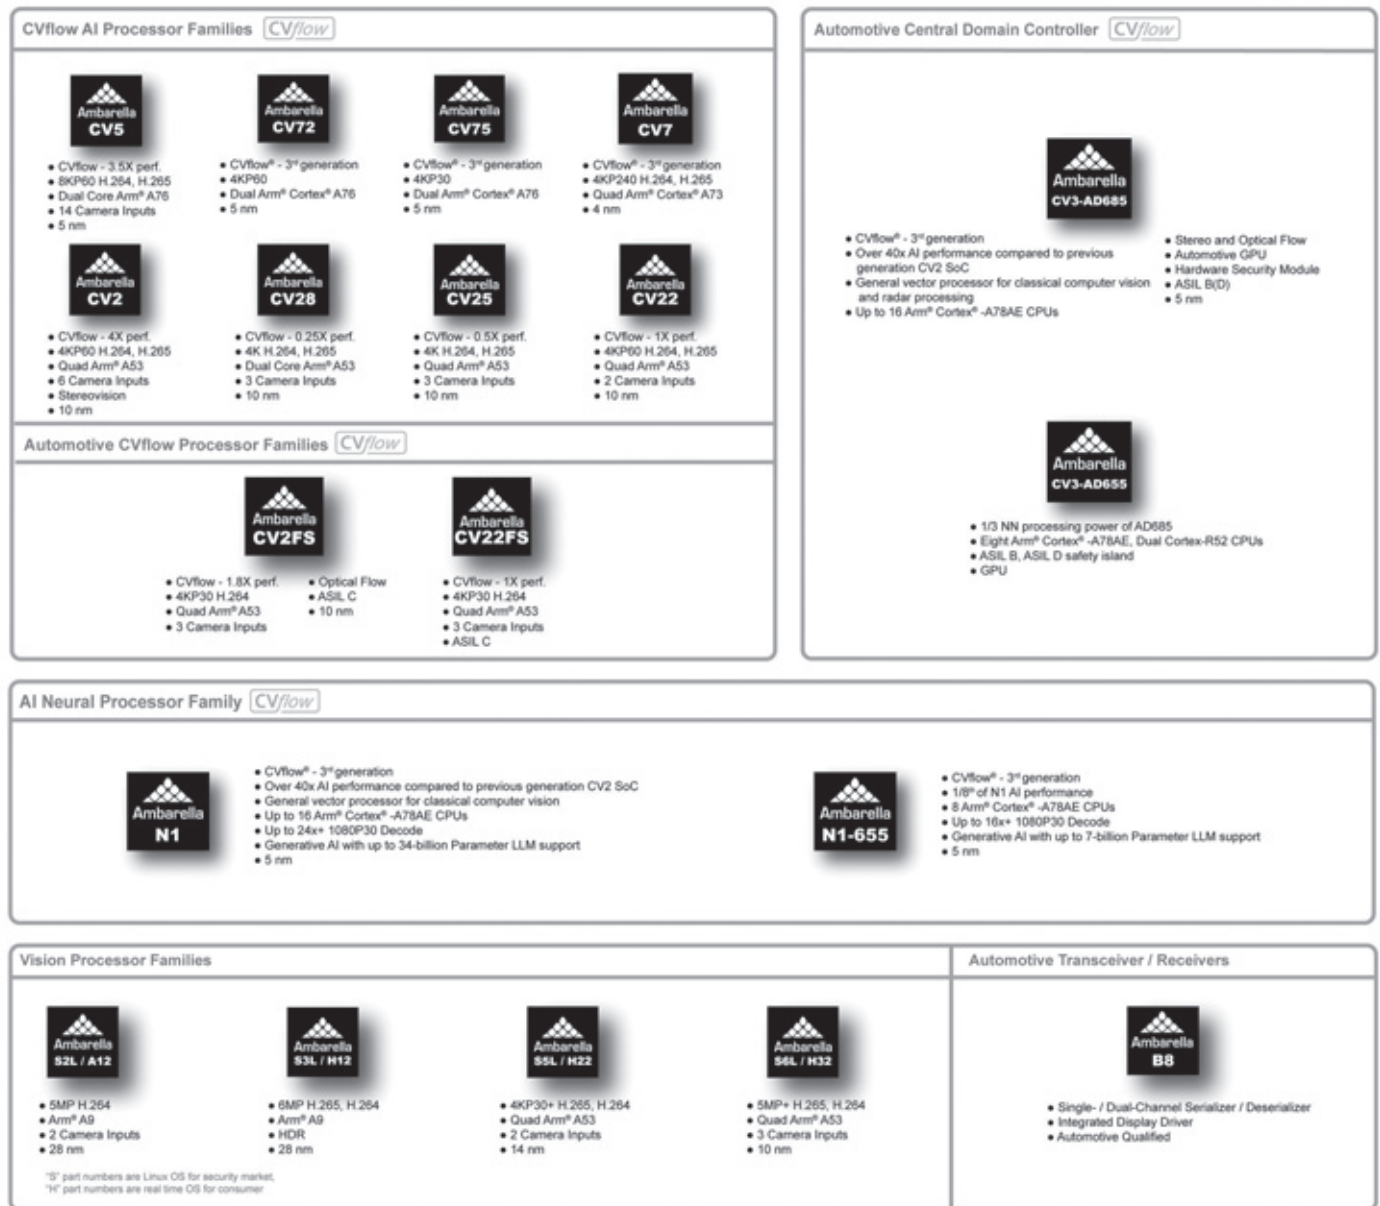 CVflow AI Processor Families CVflow
Ambarella
CV5
• CVflow - 3.5X perf.
• 8KP60 H.264, H.265
• Dual Core Arm® A76
• 14 Camera Inputs
• 5 nm
Ambarella
CV72
• CVflow® - 3rd generation
• 4KP60
• Dual Arm® Cortex® A76
• 5 nm
Ambarella
CV75
• CVflow® - 3rd generation
• 4KP30
• Dual Arm® Cortex® A76
• 5 nm
Ambarella
CV7
• CVflow® - 3rd generation
• 4KP240 H.264, H.265
• Quad Arm® Cortex® A73
• 4 nm
Ambarella
CV2
• CVflow - 4X perf.
• 4KP60 H.264, H.265
• Quad Arm® A53
• 6 Camera Inputs
• Stereovision
• 10 nm
Ambarella
CV28
• CVflow - 0.25X perf.
• 4K H.264, H.265
• Dual Core Arm® A53
• 3 Camera Inputs
• 10 nm
Ambarella
CV25
• CVflow - 0.5X perf.
• 4K H.264, H.265
• Quad Arm® A53
• 3 Camera Inputs
• 10 nm
Ambarella
CV22
• CVflow - 1X perf.
• 4KP60 H.264, H.265
• Quad Arm® A53
• 2 Camera Inputs
• 10 nm
Automotive CVflow Processor Families CVflow
Ambarella
CV2FS
• CVflow - 1.8X perf.
• 4KP30 H.264
• Quad Arm® A53
• 3 Camera Inputs
• Optical Flow
• ASIL C
• 10 nm
Ambarella
CV22FS
• CVflow - 1X perf.
• 4KP30 H.264
• Quad Arm® A53
• 3 Camera Inputs
• ASIL C
Automotive Central Domain Controller CVflow
Ambarella
CV3-AD685
• CVflow® - 3rd generation
• Over 40x AI performance compared to previous
generation CV2 SoC
• General vector processor for classical computer vision
and radar processing
• Up to 16 Arm® Cortex® -A78AE CPUs
• Stereo and Optical Flow
• Automotive GPU
• Hardware Security Module
• ASIL B(D)
• 5 nm
Ambarella
CV3-AD655
• 1/3 NN processing power of AD685
• Eight Arm® Cortex® -A78AE, Dual Cortex-R52 CPUs
• ASIL B, ASIL D safety island
• GPU
AI Neural Processor Family CVflow
Ambarella
N1
• CVflow® - 3rd generation
• Over 40x AI performance compared to previous generation CV2 SoC
• General vector processor for classical computer vision
• Up to 16 Arm® Cortex® -A78AE CPUs
• Up to 24x+ 1080P30 Decode
• Generative AI with up to 34-billion Parameter LLM support
• 5 nm
Ambarella
N1-655
• CVflow® - 3rd generation
• 1/8th of N1 AI performance
• 8 Arm® Cortex® -A78AE CPUs
• Up to 16x+ 1080P30 Decode
• Generative AI with up to 7-billion Parameter LLM support
• 5 nm
Vision Processor Families
Ambarella
S2L / A12
• 5MP H.264
• Arm® A9
• 2 Camera Inputs
• 28 nm
Ambarella
S3L / H12
• 6MP H.265, H.264
• Arm® A9
• HDR
• 28 nm
Ambarella
S5L / H22
• 4KP30+ H.265, H.264
• Quad Arm® A53
• 2 Camera Inputs
• 14 nm
Ambarella
S6L / H32
• 5MP+ H.265, H.264
• Quad Arm® A53
• 3 Camera Inputs
• 10 nm
"S" part numbers are Linux OS for security market,
"H" part numbers are real time OS for consumer
Automotive Transceiver / Receivers
Ambarella
B8
• Single- / Dual-Channel Serializer / Deserializer
• Integrated Display Driver
• Automotive Qualified